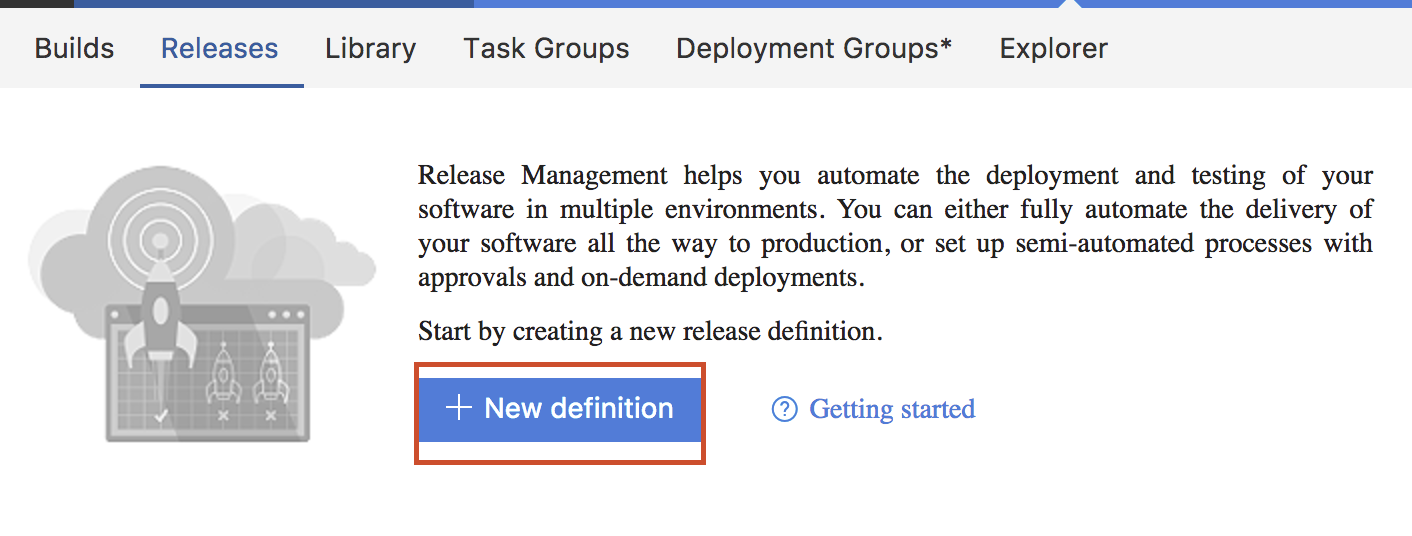 Builds Releases Library Task Groups Deployment Groups* Explorer
Release Management helps you automate the deployment and testing of your
software in multiple environments. You can either fully automate the delivery of
your software all the way to production, or set up semi-automated processes with
approvals and on-demand deployments.
Start by creating a new release definition.
+ New definition
? Getting started